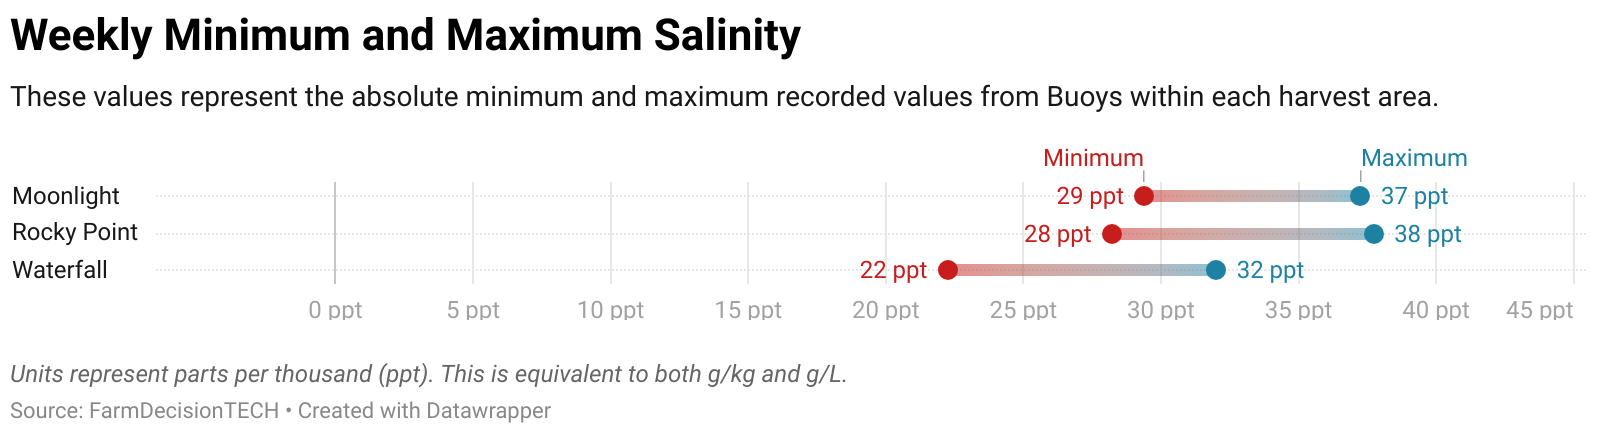 Weekly Minimum and Maximum Salinity
These values represent the absolute minimum and maximum recorded values from Buoys within each harvest area.
Minimum Maximum
Moonlight 29 ppt 37 ppt
Rocky Point 28 ppt 38 ppt
Waterfall 22 ppt 32 ppt
0 ppt 5 ppt 10 ppt 15 ppt 20 ppt 25 ppt 30 ppt 35 ppt 40 ppt 45 ppt
Units represent parts per thousand (ppt). This is equivalent to both g/kg and g/L.
Source: FarmDecisionTECH • Created with Datawrapper